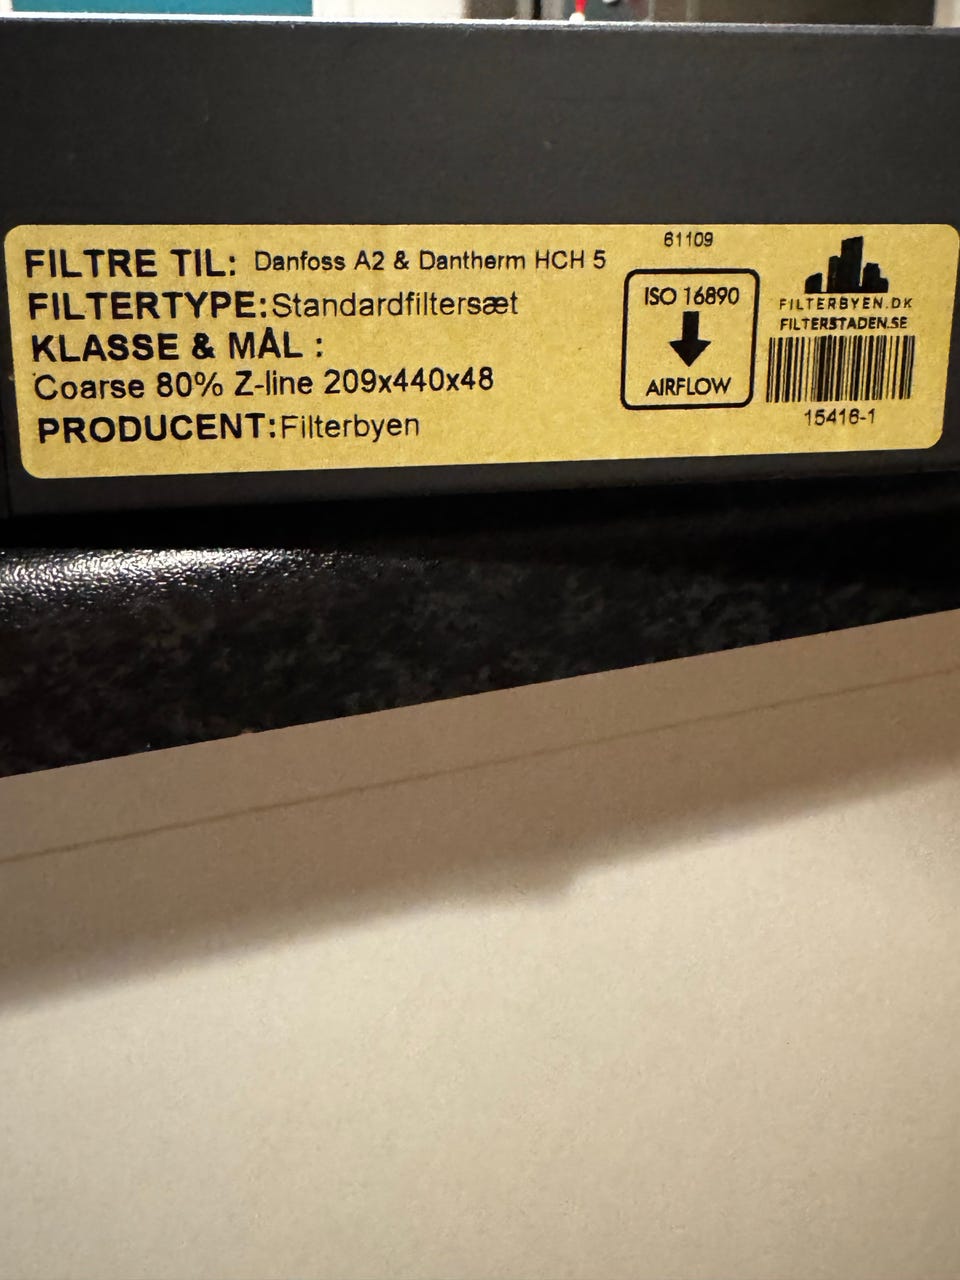 FILTRE TIL: Danfoss A2 & Dantherm HCH 5
FILTERTYPE: Standardfiltersæt
KLASSE & MÅL :
Coarse 80% Z-line 209x440x48
PRODUCENT: Filterbyen
61109
ISO 16890
AIRFLOW
FILTERBYEN.DK
FILTERSTADEN.SE
15416-1